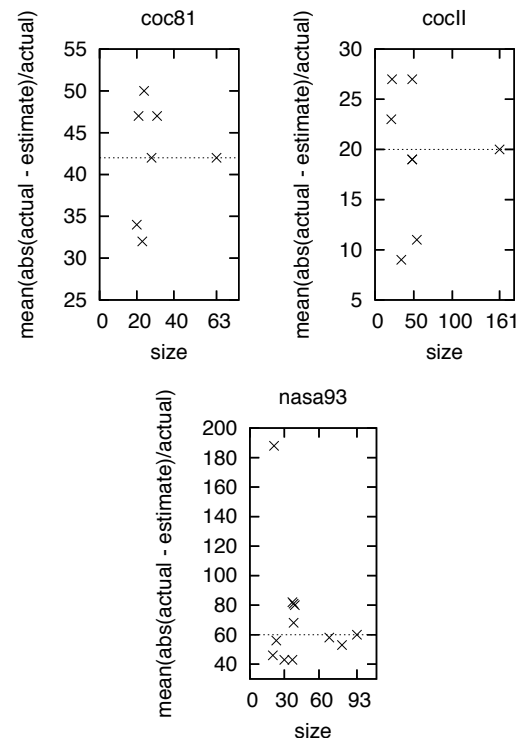 coc81
mean(abs(actual - estimate)/actual)
55
50
45
40
35
30
25
0 20 40 63
size
cocII
mean(abs(actual - estimate)/actual)
30
25
20
15
10
5
0 50 100 161
size
nasa93
mean(abs(actual - estimate)/actual)
200
180
160
140
120
100
80
60
40
0 30 60 93
size